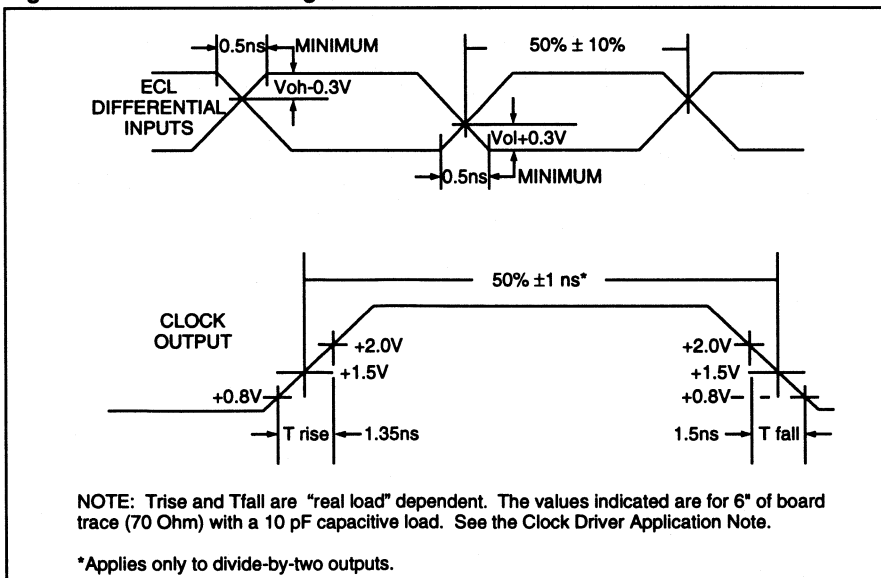 0.5ns MINIMUM 50% ± 10%
ECL Voh-0.3V
DIFFERENTIAL
INPUTS
Vol+0.3V
0.5ns MINIMUM
50% ±1 ns*
CLOCK
OUTPUT
+2.0V +2.0V
+1.5V +1.5V
+0.8V +0.8V
T rise 1.35ns 1.5ns T fall
NOTE: Trise and Tfall are "real load" dependent. The values indicated are for 6" of board
trace (70 Ohm) with a 10 pF capacitive load. See the Clock Driver Application Note.
*Applies only to divide-by-two outputs.